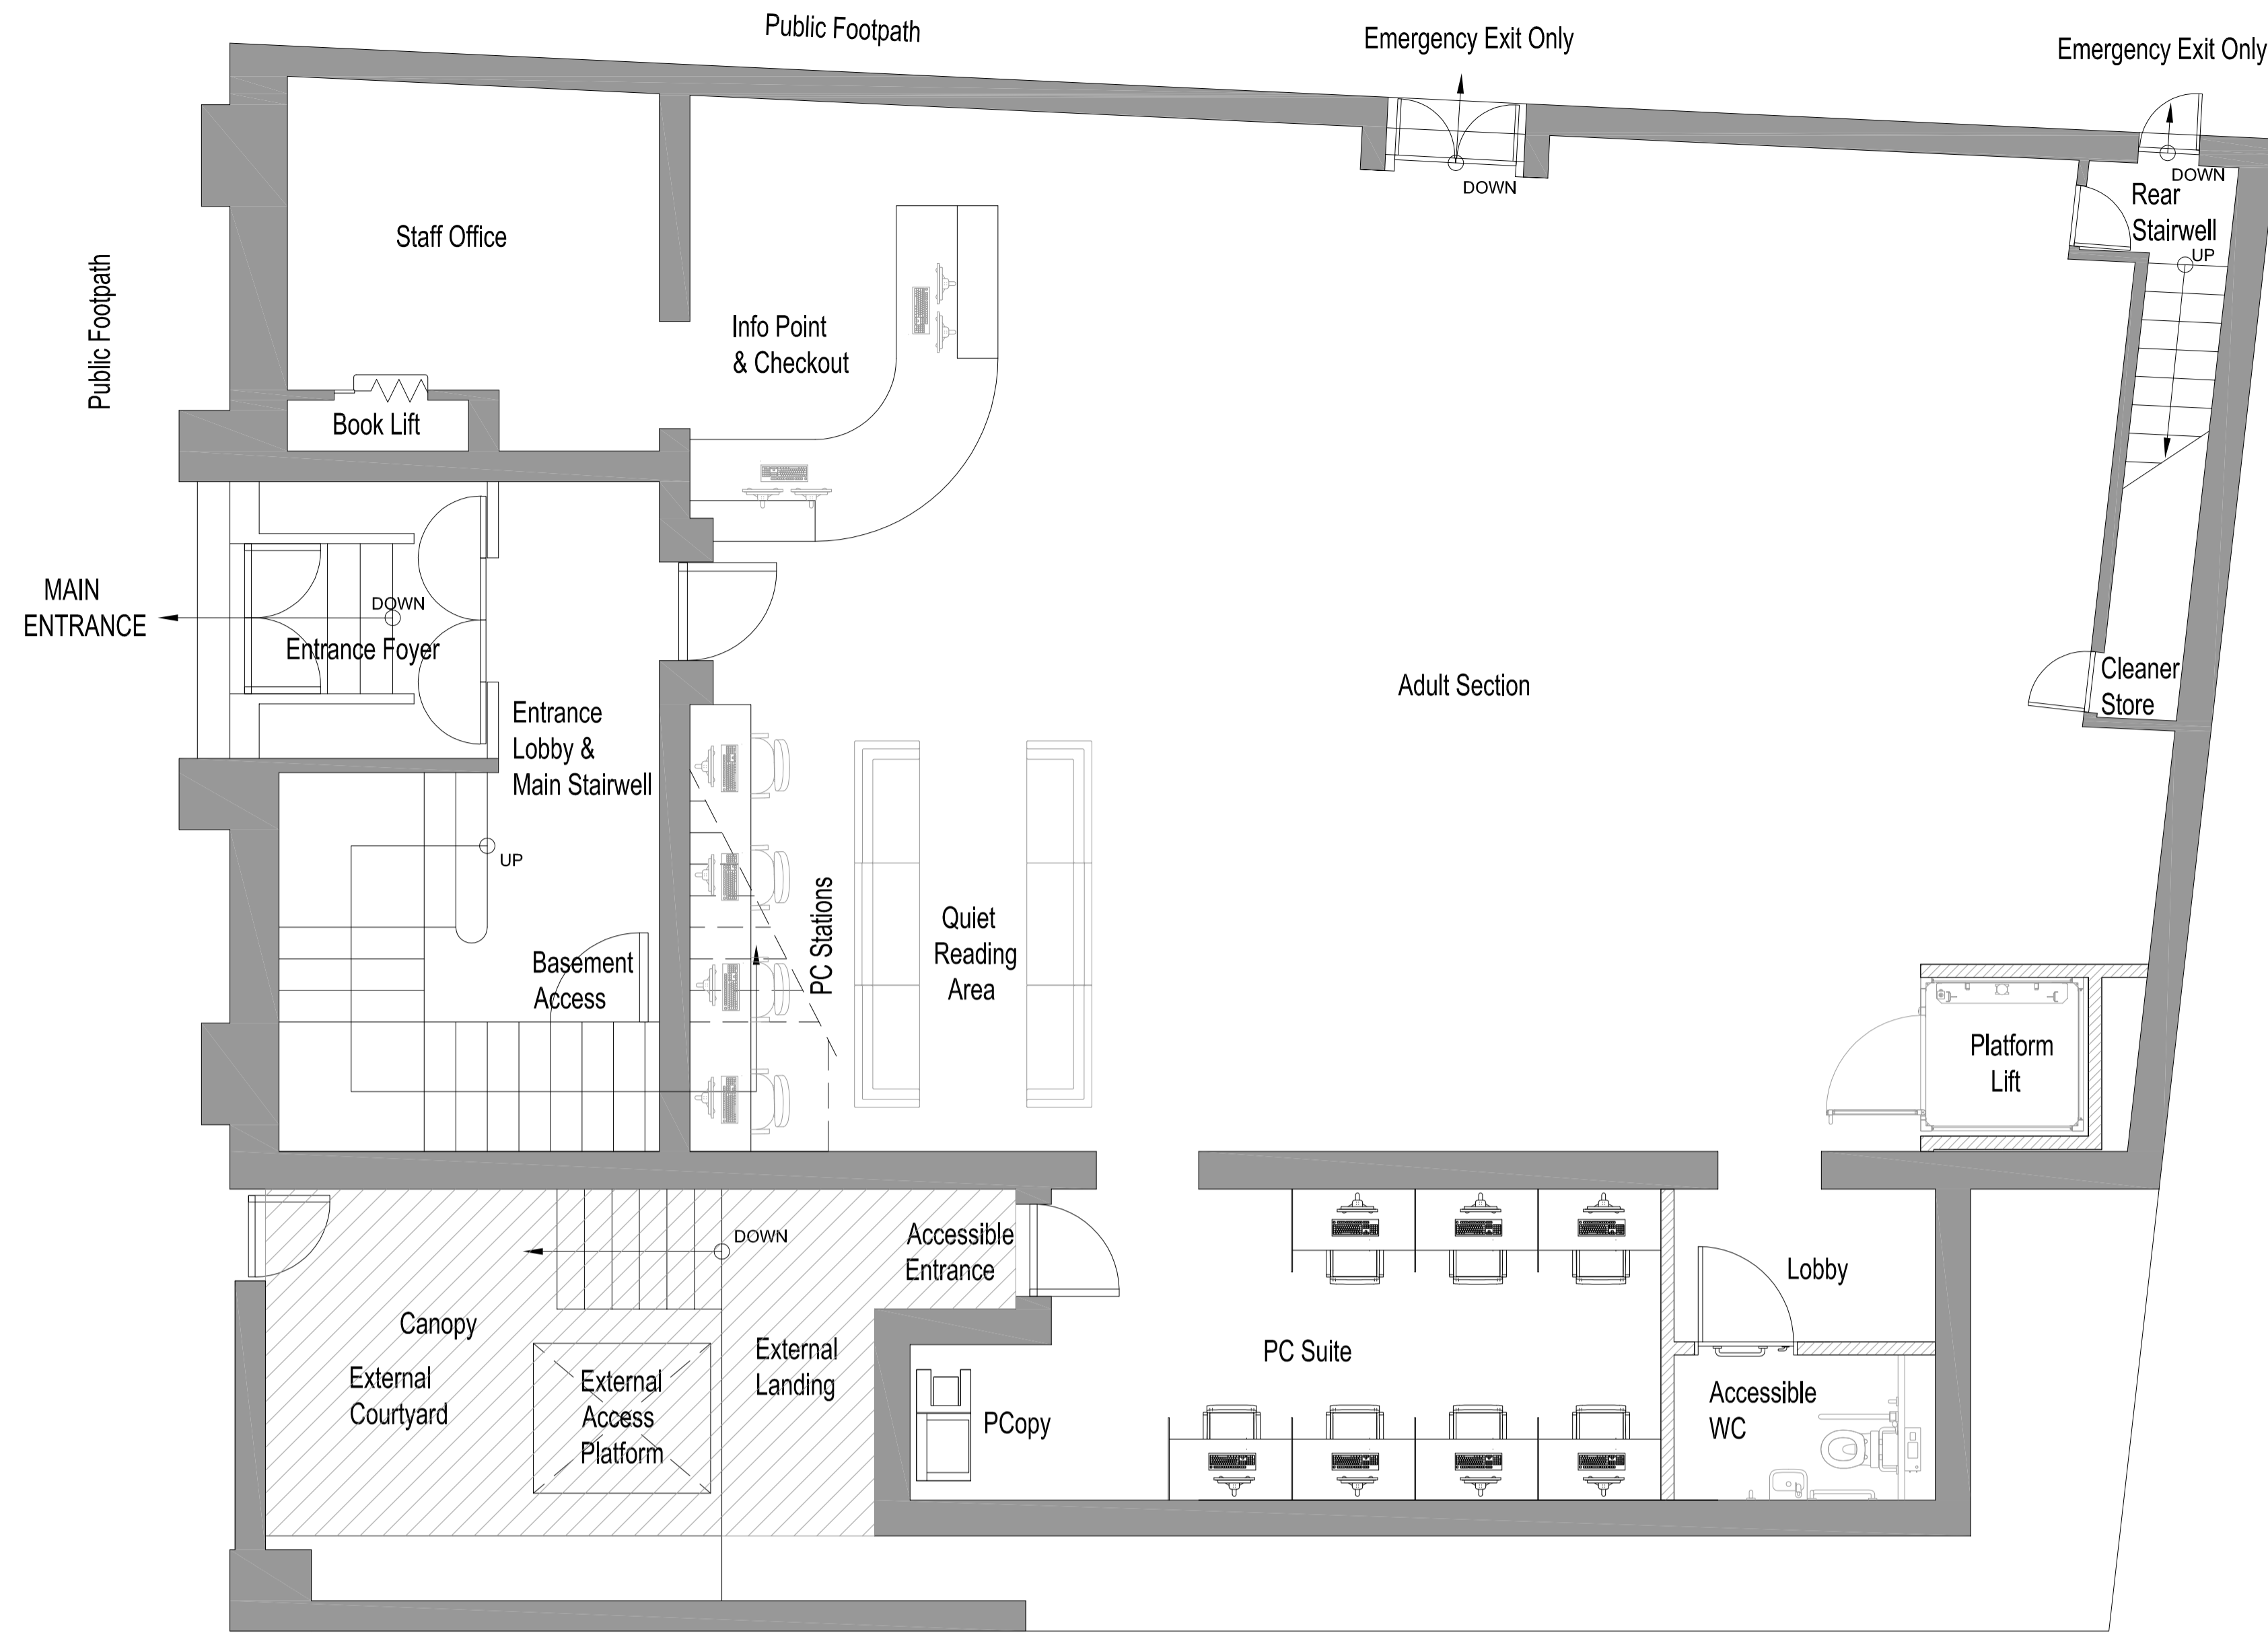 Public Footpath
Emergency Exit Only
Emergency Exit Only
DOWN
DOWN
Rear
Stairwell
UP
Staff Office
Public Footpath
Info Point
& Checkout
Book Lift
MAIN
ENTRANCE
DOWN
Entrance Foyer
Entrance
Lobby &
Main Stairwell
Adult Section
Cleaner
Store
UP
PC Stations
Quiet
Reading
Area
Basement
Access
Platform
Lift
DOWN
Accessible
Entrance
Lobby
Canopy
External
Courtyard
External
Access
Platform
External
Landing
PC Suite
PCopy
Accessible
WC